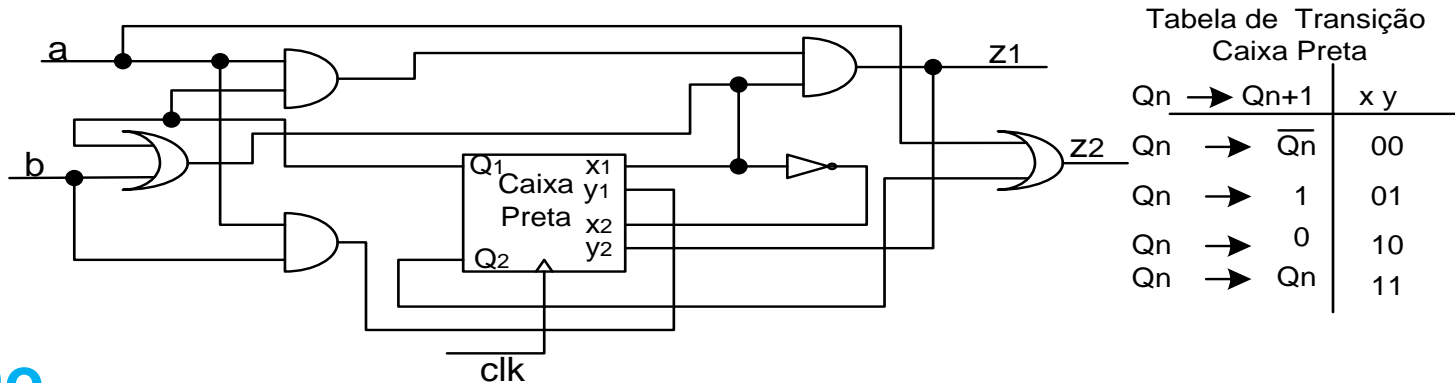 Tabela de Transição
Caixa Preta
Qn → Qn+1 x y
Qn → Q̅n̅ 00
Qn → 1 01
Qn → 0 10
Qn → Qn 11
a
b
z1
z2
Q1
x1
Caixa
y1
Preta
x2
y2
Q2
clk